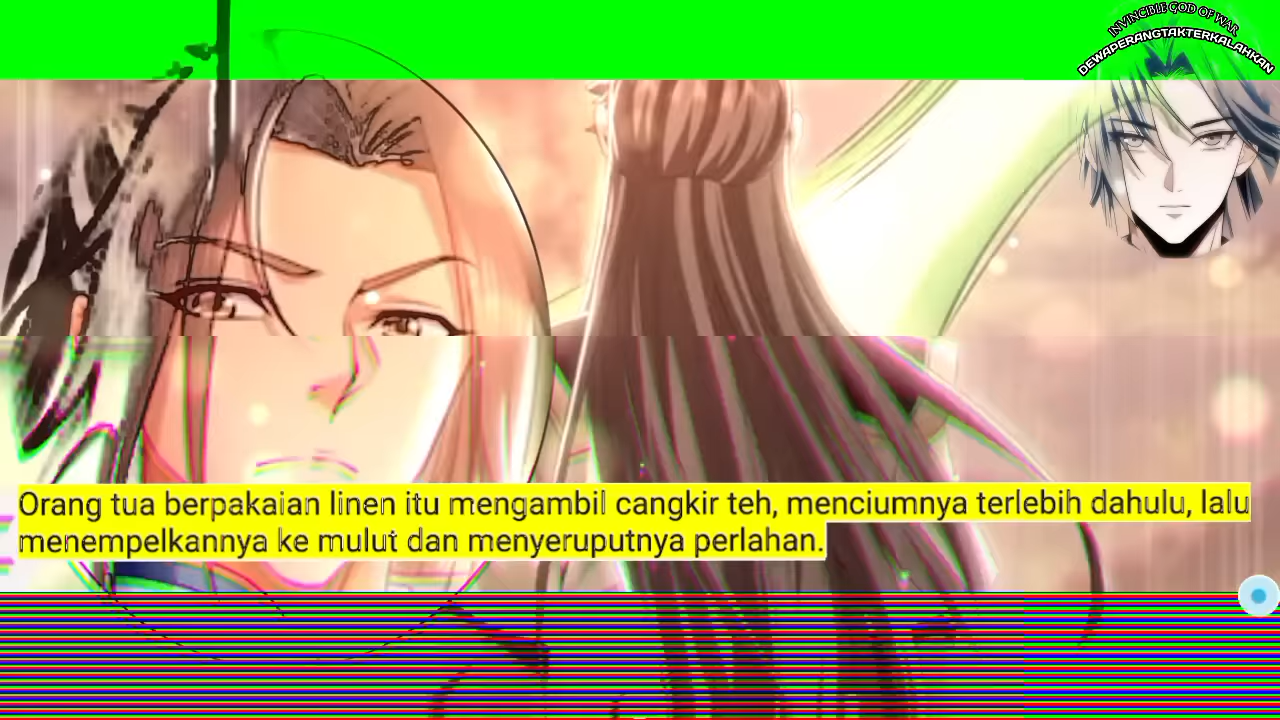 INVINCIBLE GOD OF WAR
DEWAPERANGTAKTERKALAHKAN
Orang tua berpakaian linen itu mengambil cangkir teh, menciumnya terlebih dahulu, lalu
menempelkannya ke mulut dan menyeruputnya perlahan.